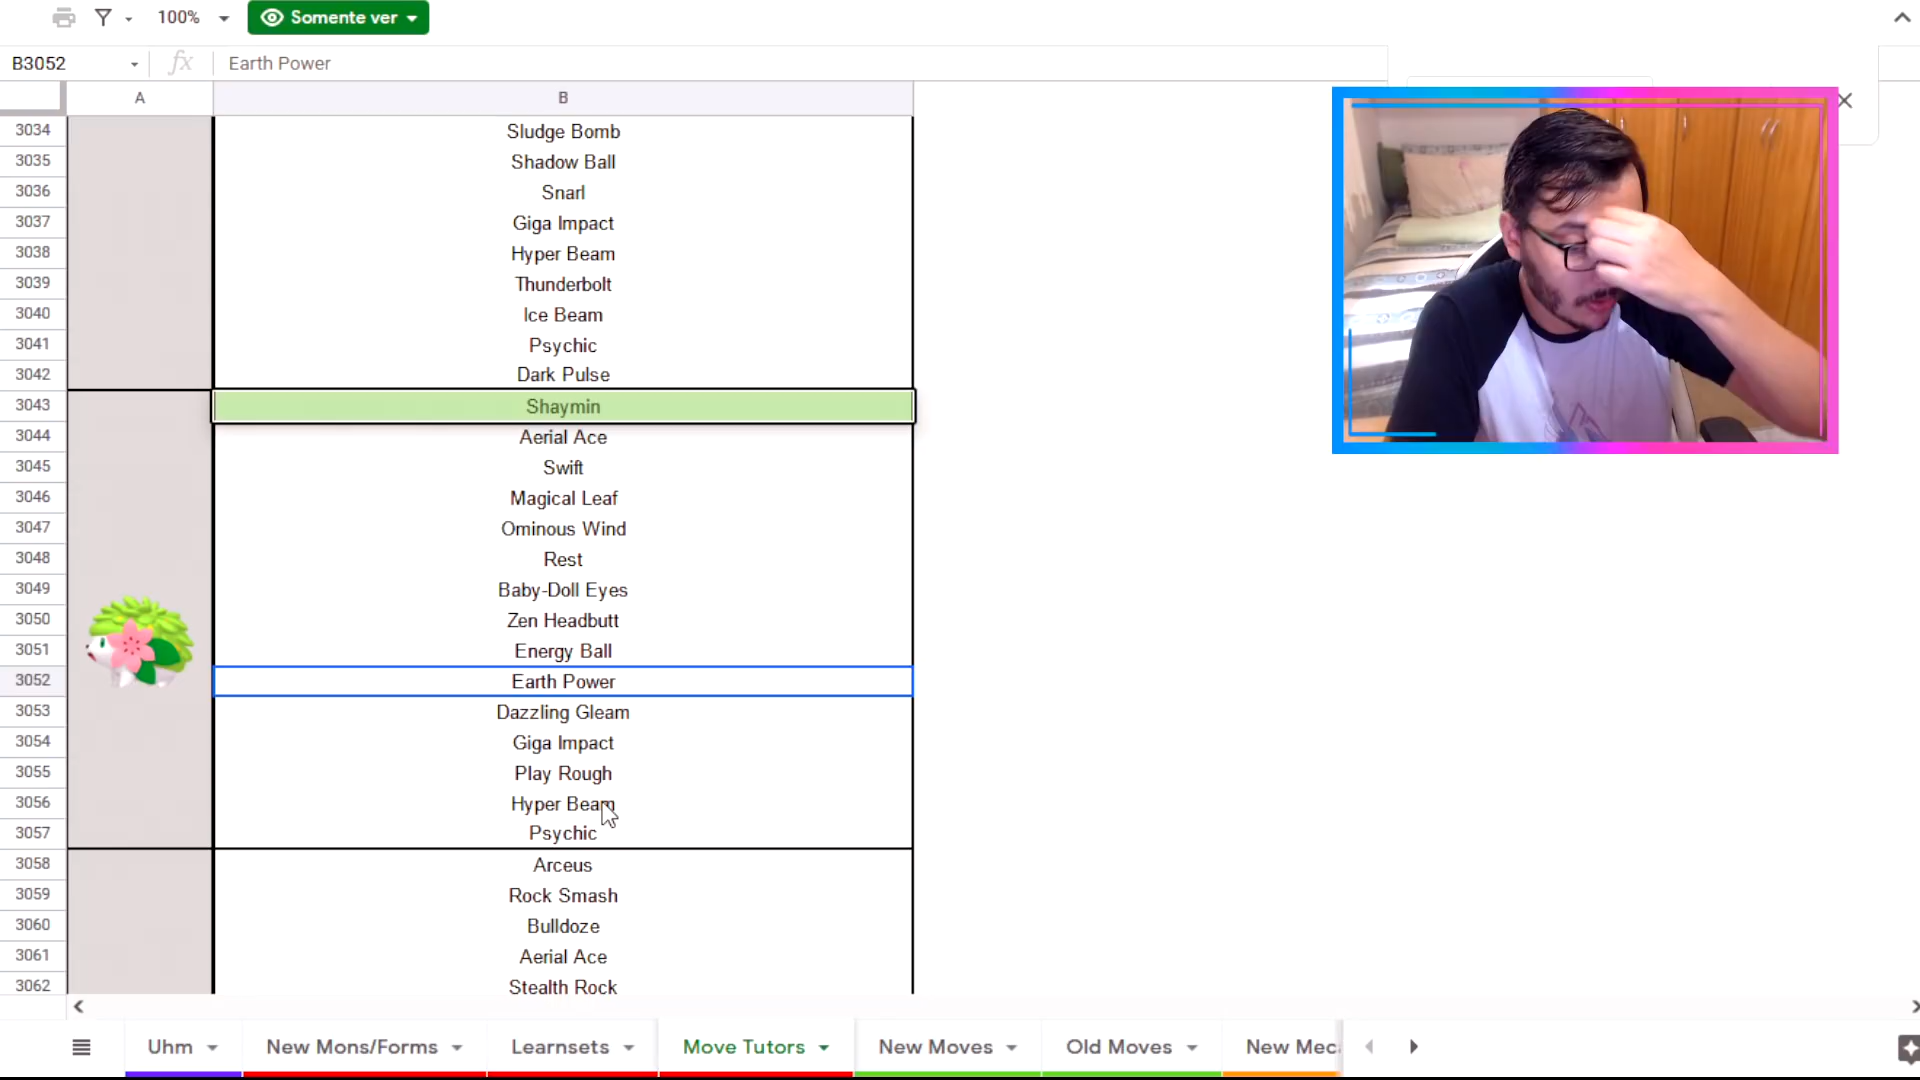 100%
Somente ver
B3052
fx
Earth Power
A
B
3034
Sludge Bomb
3035
Shadow Ball
3036
Snarl
3037
Giga Impact
3038
Hyper Beam
3039
Thunderbolt
3040
Ice Beam
3041
Psychic
3042
Dark Pulse
3043
Shaymin
3044
Aerial Ace
3045
Swift
3046
Magical Leaf
3047
Ominous Wind
3048
Rest
3049
Baby-Doll Eyes
3050
Zen Headbutt
3051
Energy Ball
3052
Earth Power
3053
Dazzling Gleam
3054
Giga Impact
3055
Play Rough
3056
Hyper Beam
3057
Psychic
3058
Arceus
3059
Rock Smash
3060
Bulldoze
3061
Aerial Ace
3062
Stealth Rock
Uhm
New Mons/Forms
Learnsets
Move Tutors
New Moves
Old Moves
New Mec